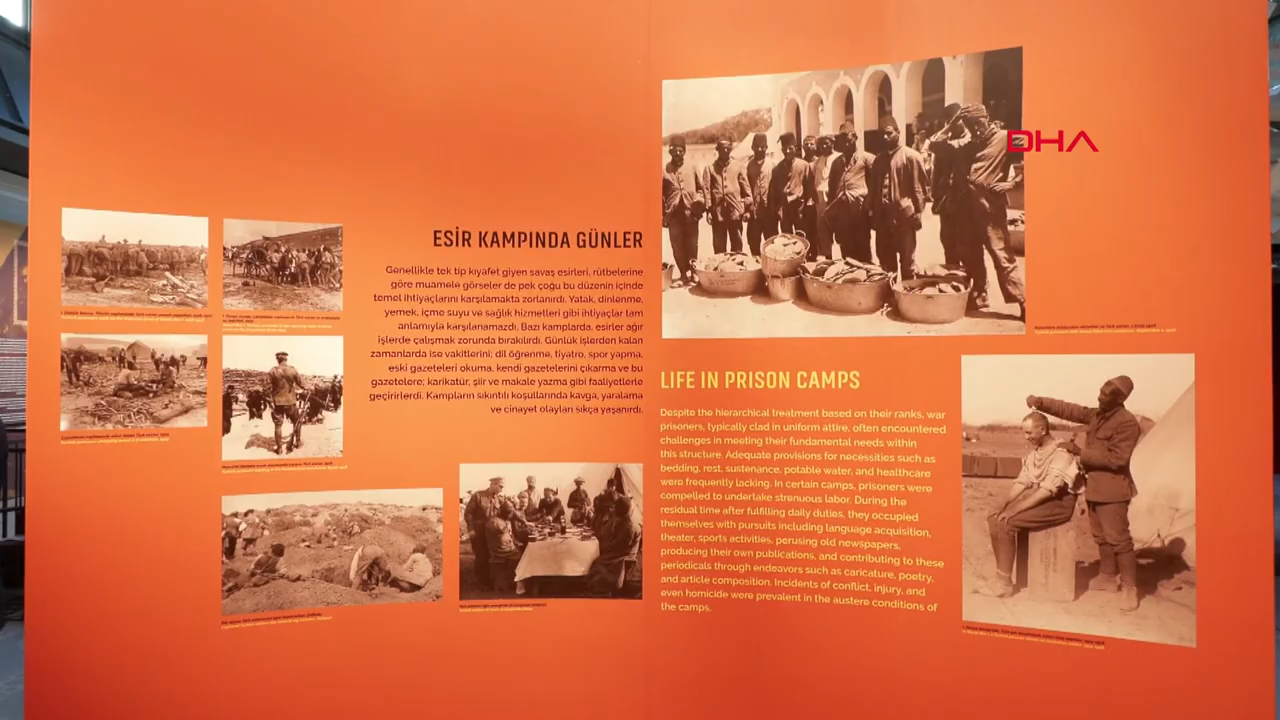 DHA
ESİR KAMPINDA GÜNLER
Genellikle tek tip kıyafet giyen savaş esirleri, rütbelerine
göre muamele görseler de pek çoğu bu düzenin içinde
temel ihtiyaçlarını karşılamakta zorlanırdı. Yatak, dinlenme,
yemek, içme suyu ve sağlık hizmetleri gibi ihtiyaçlar tam
anlamıyla karşılanamazdı. Bazı kamplarda, esirler ağır
işlerde çalışmak zorunda bırakılırdı. Günlük işlerden kalan
zamanlarda ise vakitlerini; dil öğrenme, tiyatro, spor yapma,
eski gazeteleri okuma, kendi gazetelerini çıkarma ve bu
gazetelere; karikatür, şiir ve makale yazma gibi faaliyetlerle
geçirirlerdi. Kampların sıkıntılı koşullarında kavga, yaralama
ve cinayet olayları sıkça yaşanırdı.
LIFE IN PRISON CAMPS
Despite the hierarchical treatment based on their ranks, war
prisoners, typically clad in uniform attire, often encountered
challenges in meeting their fundamental needs within
this structure. Adequate provisions for necessities such as
bedding, rest, sustenance, potable water, and healthcare
were frequently lacking. In certain camps, prisoners were
compelled to undertake strenuous labor. During the
residual time after fulfilling daily duties, they occupied
themselves with pursuits including language acquisition,
theater, sports activities, perusing old newspapers,
producing their own publications, and contributing to these
periodicals through endeavors such as caricature, poetry,
and article composition. Incidents of conflict, injury, and
even homicide were prevalent in the austere conditions of
the camps.